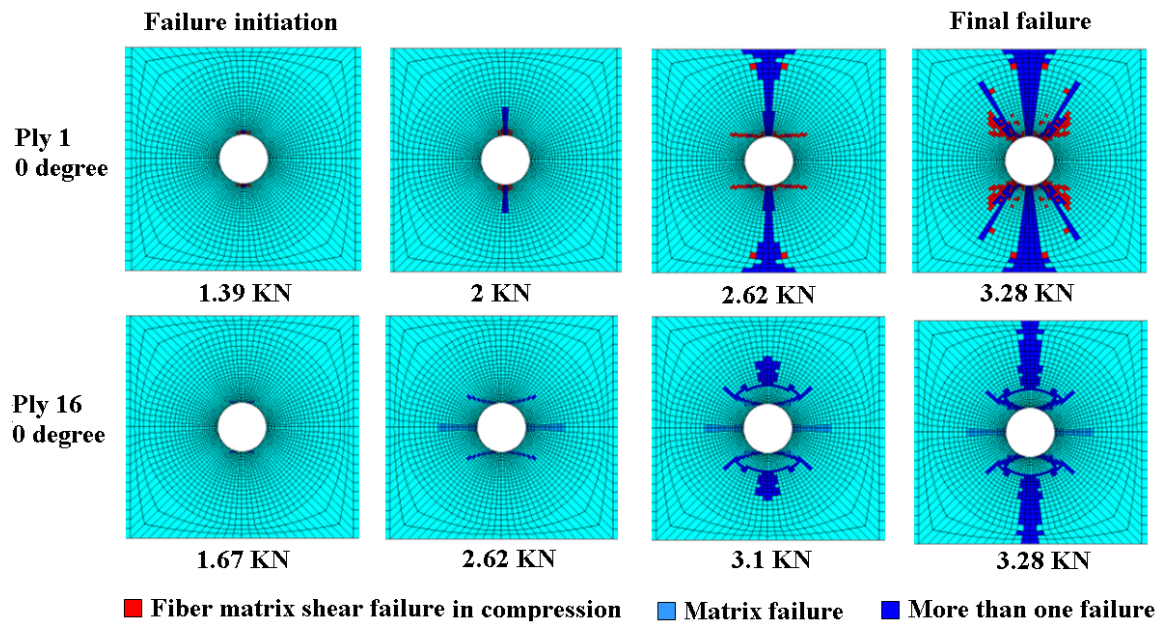 Failure initiation
Final failure
Ply 1
0 degree
1.39 KN
2 KN
2.62 KN
3.28 KN
Ply 16
0 degree
1.67 KN
2.62 KN
3.1 KN
3.28 KN
Fiber matrix shear failure in compression
Matrix failure
More than one failure